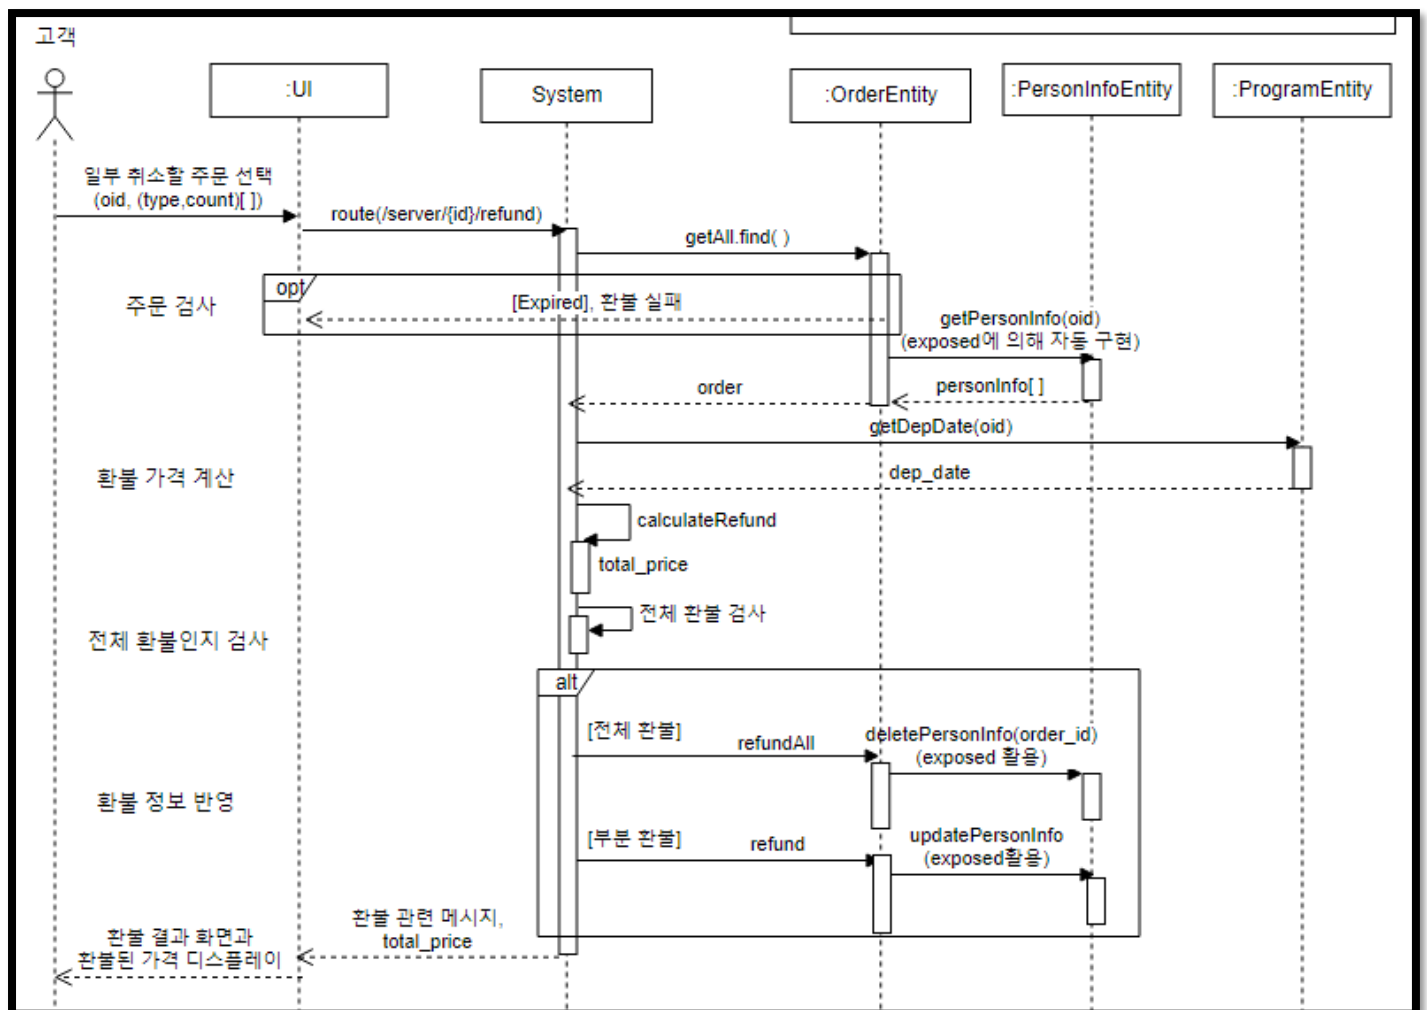 고객
:UI
System
:OrderEntity
:PersonInfoEntity
:ProgramEntity
일부 취소할 주문 선택
(oid, (type,count)[ ])
route(/server/{id}/refund)
getAll.find( )
opt
주문 검사
[Expired], 환불 실패
getPersonInfo(oid)
(exposed에 의해 자동 구현)
order
personInfo[ ]
getDepDate(oid)
환불 가격 계산
dep_date
calculateRefund
total_price
전체 환불 검사
전체 환불인지 검사
alt
[전체 환불]
refundAll
deletePersonInfo(order_id)
(exposed 활용)
환불 정보 반영
[부분 환불]
refund
updatePersonInfo
(exposed활용)
환불 관련 메시지,
total_price
환불 결과 화면과
환불된 가격 디스플레이